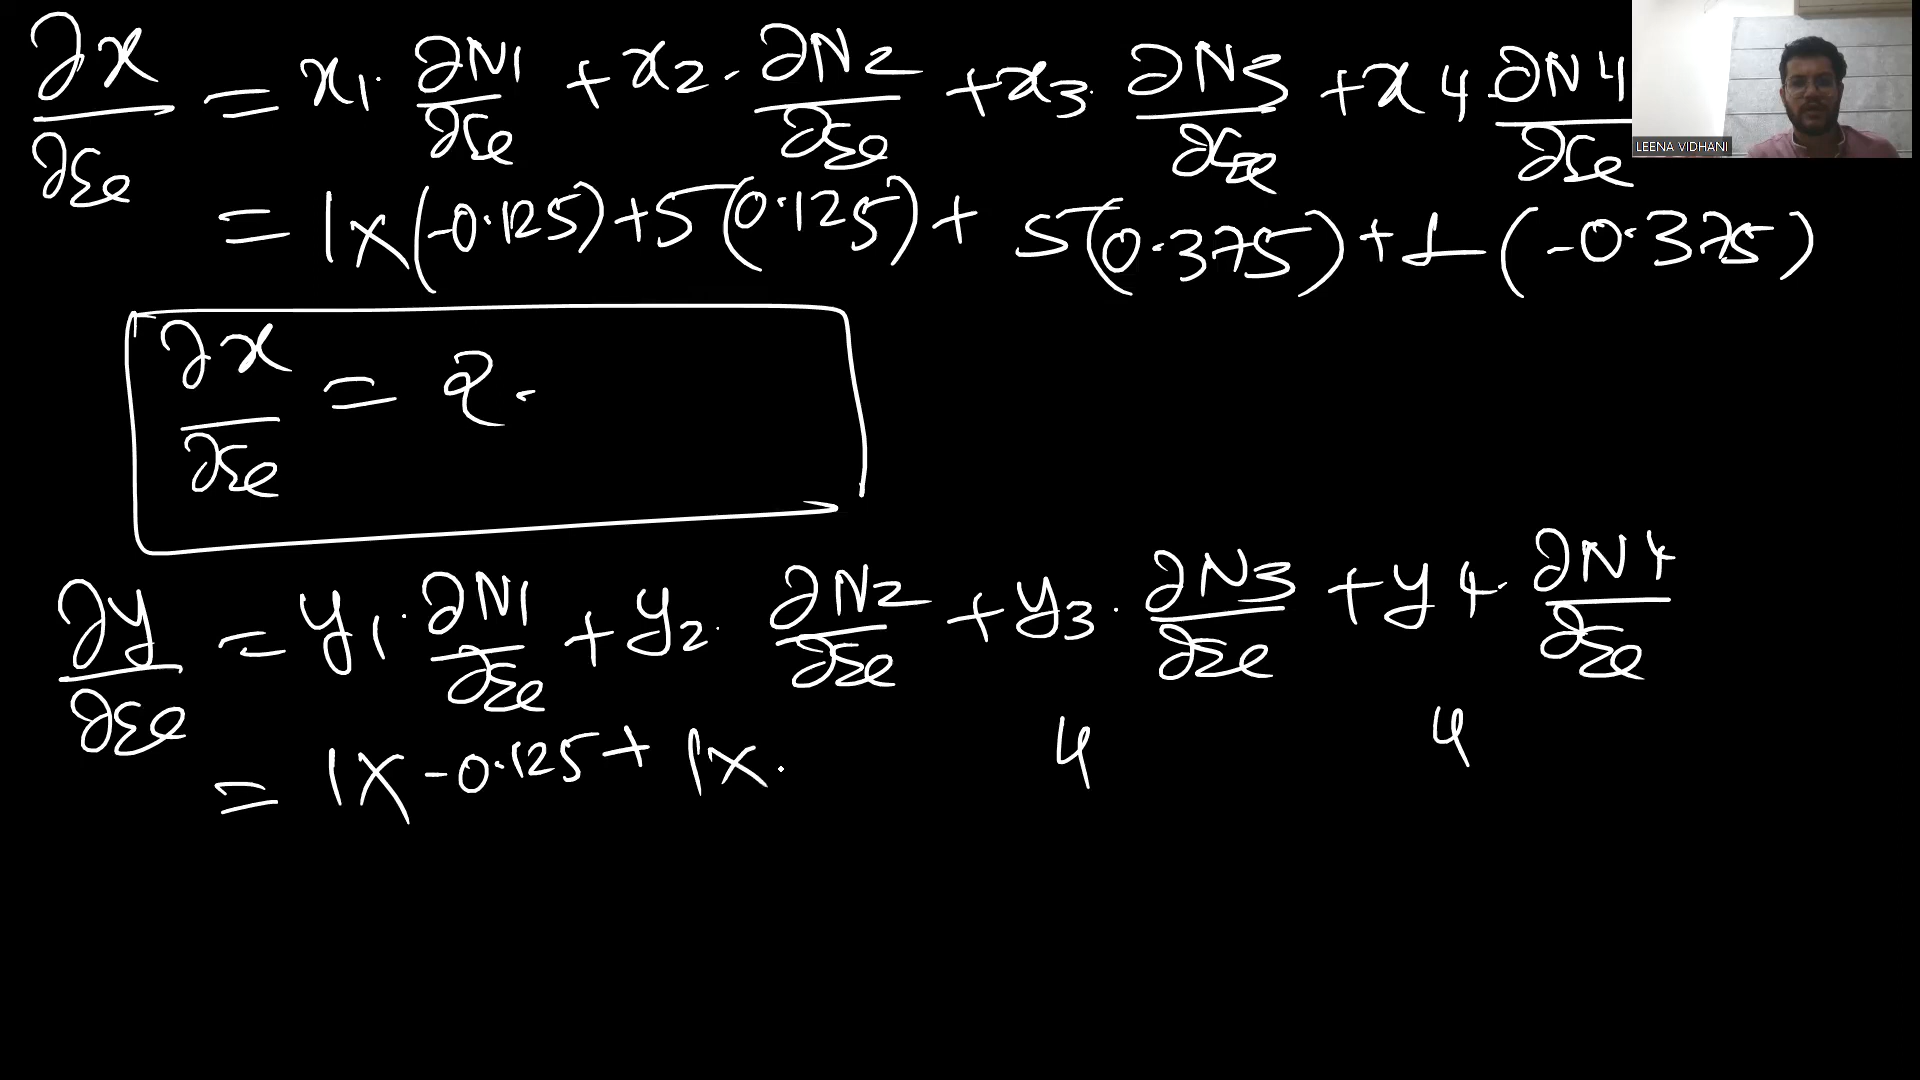 ∂x/∂ξe = x1·∂N1/∂ξe + x2·∂N2/∂ξe + x3·∂N3/∂ξe + x4·∂N4/∂ξe
LEENA VIDHANI
= 1×(-0.125)+5(0.125)+5(0.375)+1(-0.375)
∂x/∂ξe = 2.
∂y/∂ξe = y1·∂N1/∂ξe + y2·∂N2/∂ξe + y3·∂N3/∂ξe + y4·∂N4/∂ξe
= 1×-0.125+1×. 4 4